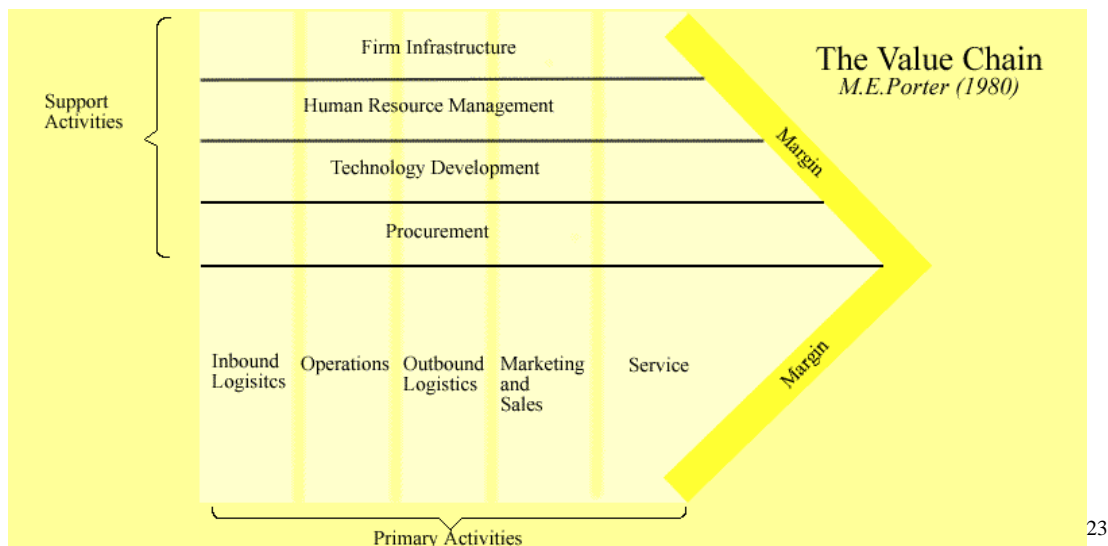 The Value Chain
M.E.Porter (1980)
Support
Activities
Firm Infrastructure
Human Resource Management
Technology Development
Procurement
Margin
Margin
Inbound
Logisitcs
Operations
Outbound
Logistics
Marketing
and
Sales
Service
Primary Activities
23